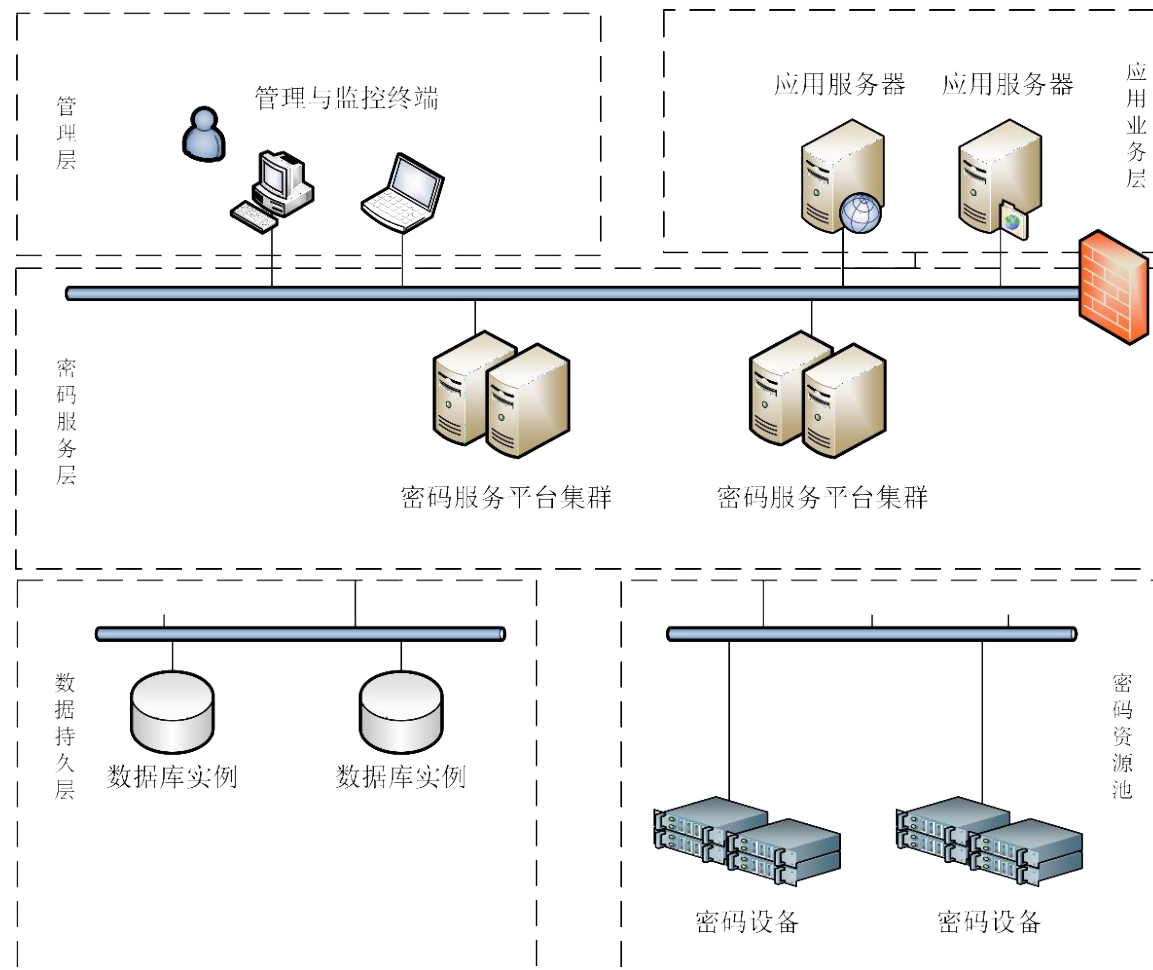 管理层
管理与监控终端
应用服务器
应用服务器
应用业务层
密码服务层
密码服务平台集群
密码服务平台集群
数据持久层
数据库实例
数据库实例
密码资源池
密码设备
密码设备